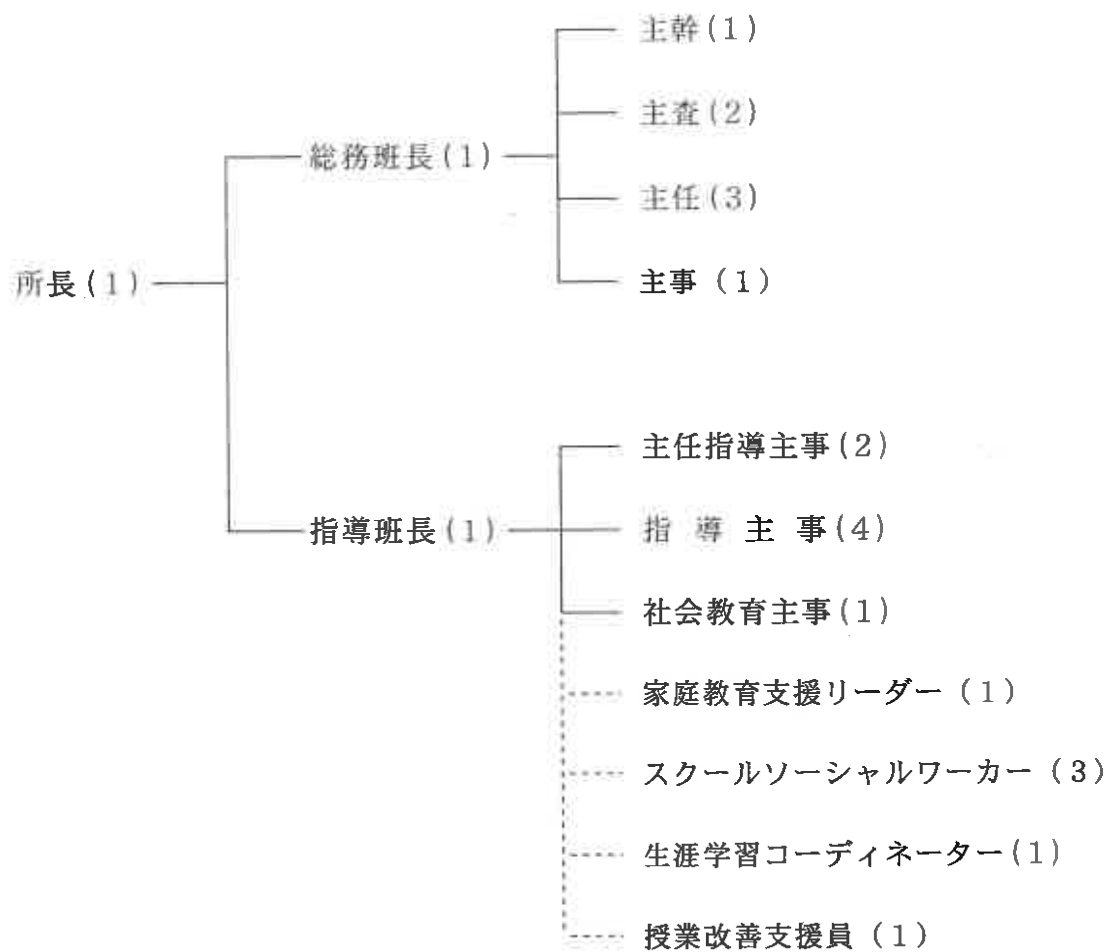 主幹(1)
主査(2)
総務班長(1)
主任(3)
所長(1)
主事（1）
主任指導主事(2)
指導班長(1)
指 導 主 事(4)
社会教育主事(1)
家庭教育支援リーダー（1）
スクールソーシャルワーカー（3）
生涯学習コーディネーター(1)
授業改善支援員（1）